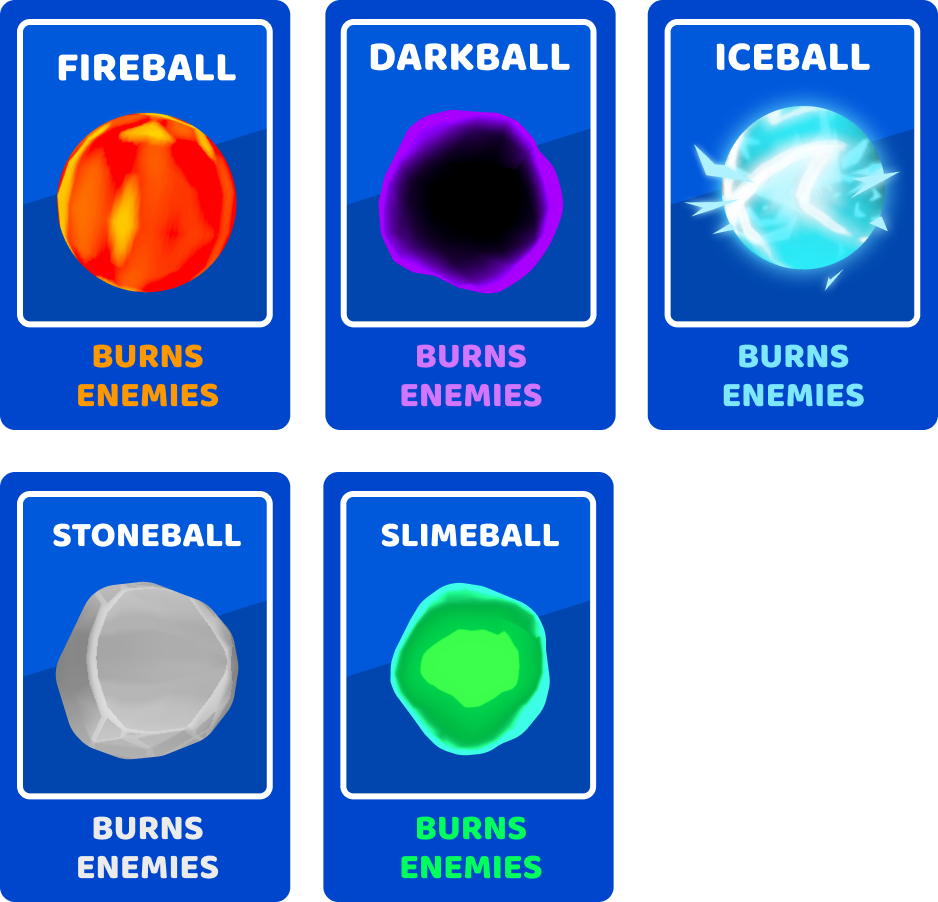 FIREBALL
BURNS
ENEMIES
DARKBALL
BURNS
ENEMIES
ICEBALL
BURNS
ENEMIES
STONEBALL
BURNS
ENEMIES
SLIMEBALL
BURNS
ENEMIES